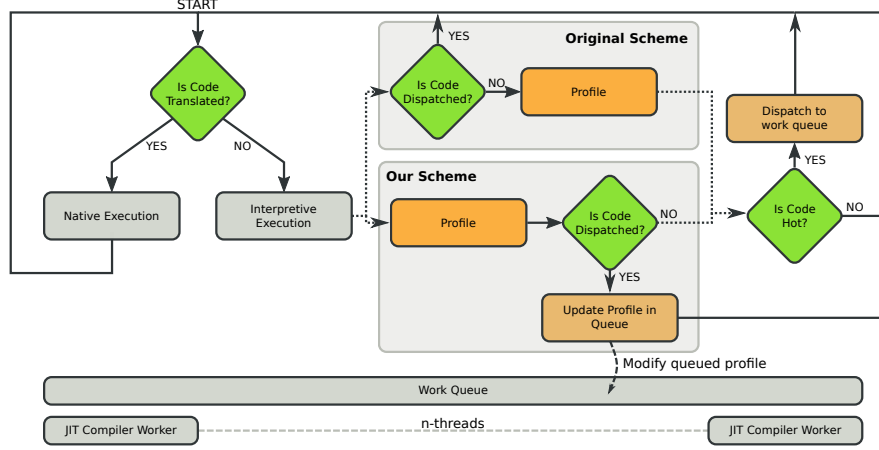 START
Is Code
Translated?
YES
NO
Native Execution
Interpretive
Execution
Original Scheme
YES
Is Code
Dispatched?
NO
Profile
Our Scheme
Profile
Is Code
Dispatched?
NO
YES
Update Profile in
Queue
Modify queued profile
Dispatch to
work queue
YES
Is Code
Hot?
NO
Work Queue
JIT Compiler Worker
n-threads
JIT Compiler Worker